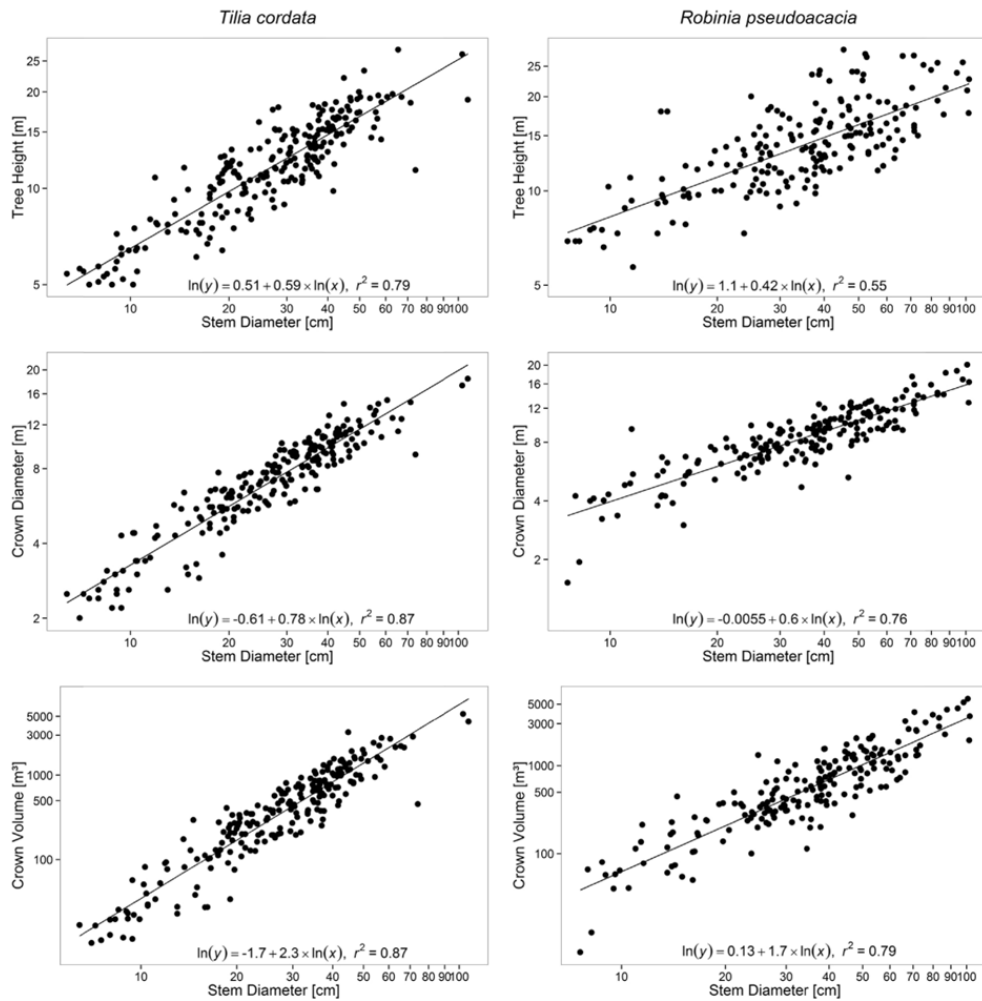 Tilia cordata Robinia pseudoacacia
Tree Height [m]
25
20
15
10
5
ln(y) = 0.51 + 0.59 × ln(x), r² = 0.79
10 20 30 40 50 60 70 80 90 100
Stem Diameter [cm]
Tree Height [m]
25
20
15
10
5
ln(y) = 1.1 + 0.42 × ln(x), r² = 0.55
10 20 30 40 50 60 70 80 90 100
Stem Diameter [cm]
Crown Diameter [m]
20
16
12
8
4
2
ln(y) = -0.61 + 0.78 × ln(x), r² = 0.87
10 20 30 40 50 60 70 80 90 100
Stem Diameter [cm]
Crown Diameter [m]
20
16
12
8
4
2
ln(y) = -0.0055 + 0.6 × ln(x), r² = 0.76
10 20 30 40 50 60 70 80 90 100
Stem Diameter [cm]
Crown Volume [m³]
5000
3000
1000
500
100
ln(y) = -1.7 + 2.3 × ln(x), r² = 0.87
10 20 30 40 50 60 70 80 90 100
Stem Diameter [cm]
Crown Volume [m³]
5000
3000
1000
500
100
ln(y) = 0.13 + 1.7 × ln(x), r² = 0.79
10 20 30 40 50 60 70 80 90 100
Stem Diameter [cm]